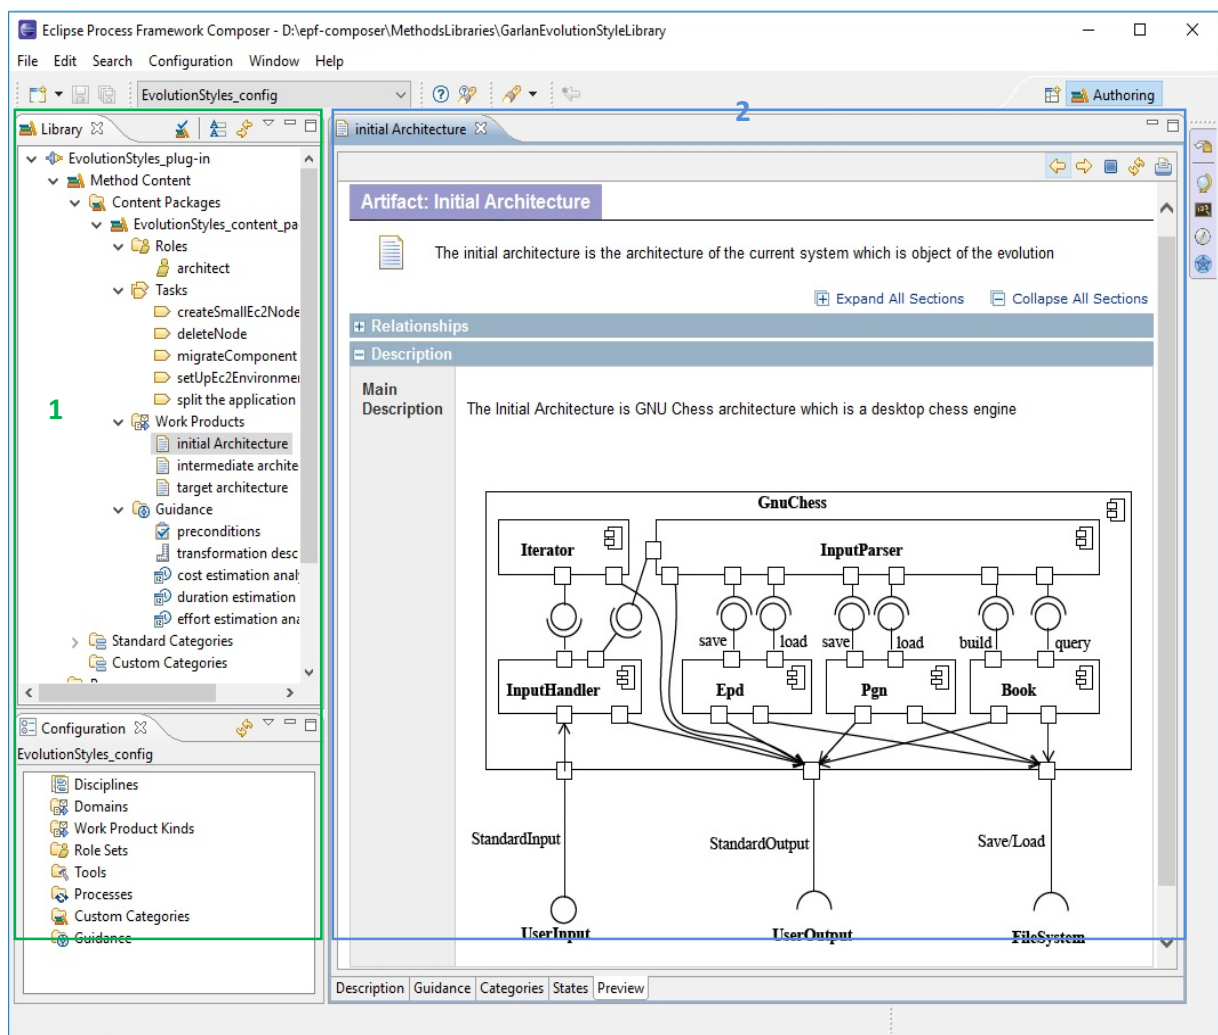 Eclipse Process Framework Composer - D:\epf-composer\MethodsLibraries\GarlanEvolutionStyleLibrary
File Edit Search Configuration Window Help
EvolutionStyles_config
Authoring
Library
EvolutionStyles_plug-in
Method Content
Content Packages
EvolutionStyles_content_pa
Roles
architect
Tasks
createSmallEc2Node
deleteNode
migrateComponent
setUpEc2Environme
split the application
1
Work Products
initial Architecture
intermediate archite
target architecture
Guidance
preconditions
transformation desc
cost estimation anal
duration estimation
effort estimation ana
Standard Categories
Custom Categories
Configuration
EvolutionStyles_config
Disciplines
Domains
Work Product Kinds
Role Sets
Tools
Processes
Custom Categories
Guidance
2
initial Architecture
Artifact: Initial Architecture
The initial architecture is the architecture of the current system which is object of the evolution
Expand All Sections Collapse All Sections
Relationships
Description
Main
Description
The Initial Architecture is GNU Chess architecture which is a desktop chess engine
GnuChess
Iterator InputParser
save load save load build query
InputHandler Epd Pgn Book
StandardInput StandardOutput Save/Load
UserInput UserOutput FileSystem
Description Guidance Categories States Preview